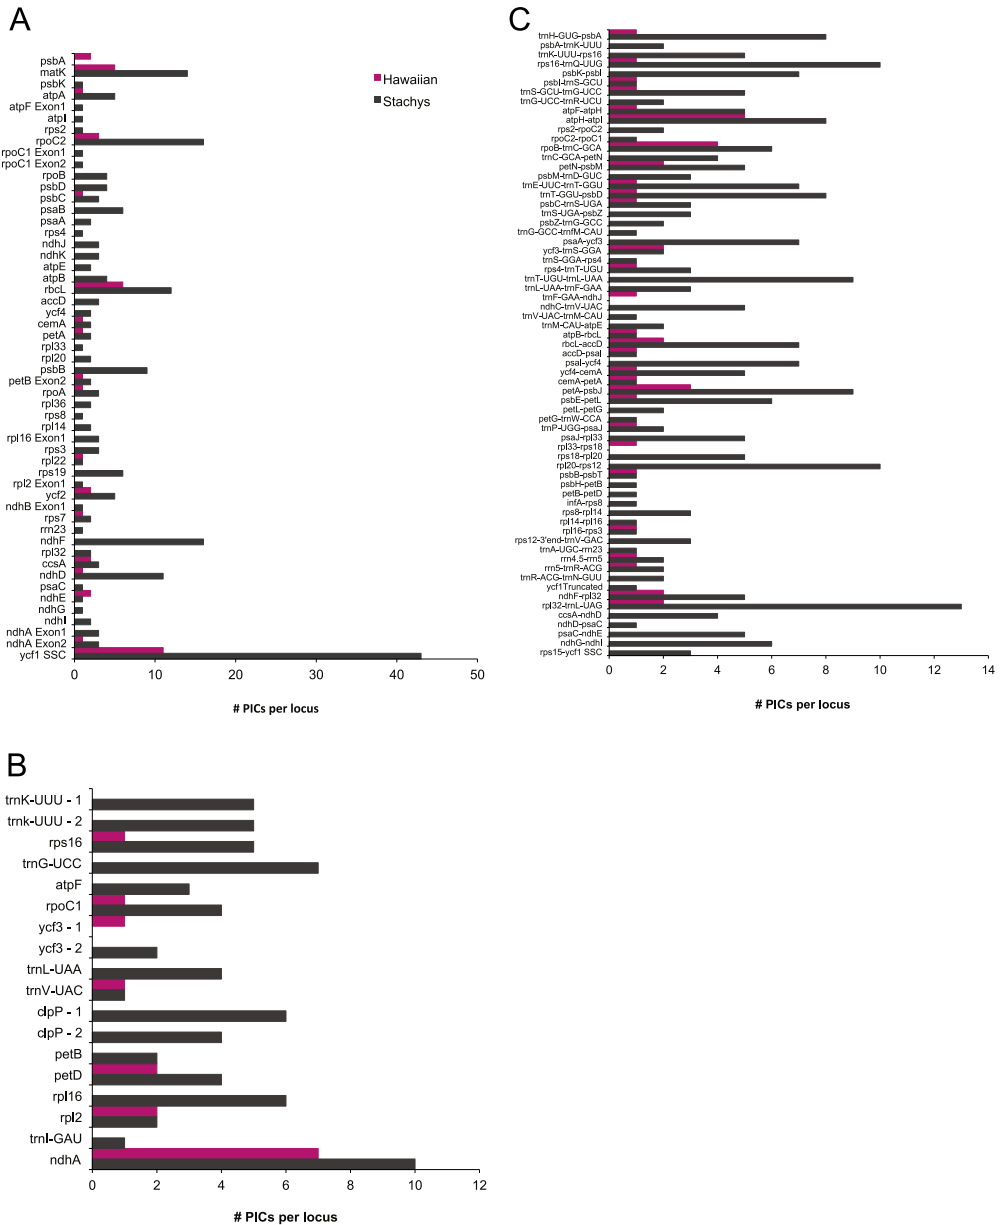 A
psbA
matK
psbK
atpA
atpF Exon1
atpI
rps2
rpoC2
rpoC1 Exon1
rpoC1 Exon2
rpoB
psbD
psbC
psaB
psaA
rps4
ndhJ
ndhK
atpE
atpB
rbcL
accD
ycf4
cemA
petA
rpl33
rpl20
psbB
petB Exon2
rpoA
rpl36
rps8
rpl14
rpl16 Exon1
rps3
rpl22
rps19
rpl2 Exon1
ycf2
ndhB Exon1
rps7
rrn23
ndhF
rpl32
ccsA
ndhD
psaC
ndhE
ndhG
ndhI
ndhA Exon1
ndhA Exon2
ycf1 SSC
0 10 20 30 40 50
# PICs per locus
Hawaiian
Stachys
C
trnH-GUG-psbA
psbA-trnK-UUU
trnK-UUU-rps16
rps16-trnQ-UUG
psbK-psbI
psbI-trnS-GCU
trnS-GCU-trnG-UCC
trnG-UCC-trnR-UCU
atpF-atpH
atpH-atpI
rps2-rpoC2
rpoC2-rpoC1
rpoB-trnC-GCA
trnC-GCA-petN
petN-psbM
psbM-trnD-GUC
trnE-UUC-trnT-GGU
trnT-GGU-psbD
psbC-trnS-UGA
trnS-UGA-psbZ
psbZ-trnG-GCC
trnG-GCC-trnfM-CAU
psaA-ycf3
ycf3-trnS-GGA
trnS-GGA-rps4
rps4-trnT-UGU
trnT-UGU-trnL-UAA
trnL-UAA-trnF-GAA
trnF-GAA-ndhJ
ndhC-trnV-UAC
trnV-UAC-trnM-CAU
trnM-CAU-atpE
atpB-rbcL
rbcL-accD
accD-psaI
psaI-ycf4
ycf4-cemA
cemA-petA
petA-psbJ
psbE-petL
petL-petG
petG-trnW-CCA
trnP-UGG-psaJ
psaJ-rpl33
rpl33-rps18
rps18-rpl20
rpl20-rps12
psbB-psbT
psbH-petB
petB-petD
infA-rps8
rps8-rpl14
rpl14-rpl16
rpl16-rps3
rps12-3'end-trnV-GAC
trnA-UGC-rrn23
rrn4.5-rrn5
rrn5-trnR-ACG
trnR-ACG-trnN-GUU
ycf1Truncated
ndhF-rpl32
rpl32-trnL-UAG
ccsA-ndhD
ndhD-psaC
psaC-ndhE
ndhG-ndhI
rps15-ycf1 SSC
0 2 4 6 8 10 12 14
# PICs per locus
B
trnK-UUU - 1
trnk-UUU - 2
rps16
trnG-UCC
atpF
rpoC1
ycf3 - 1
ycf3 - 2
trnL-UAA
trnV-UAC
clpP - 1
clpP - 2
petB
petD
rpl16
rpl2
trnI-GAU
ndhA
0 2 4 6 8 10 12
# PICs per locus